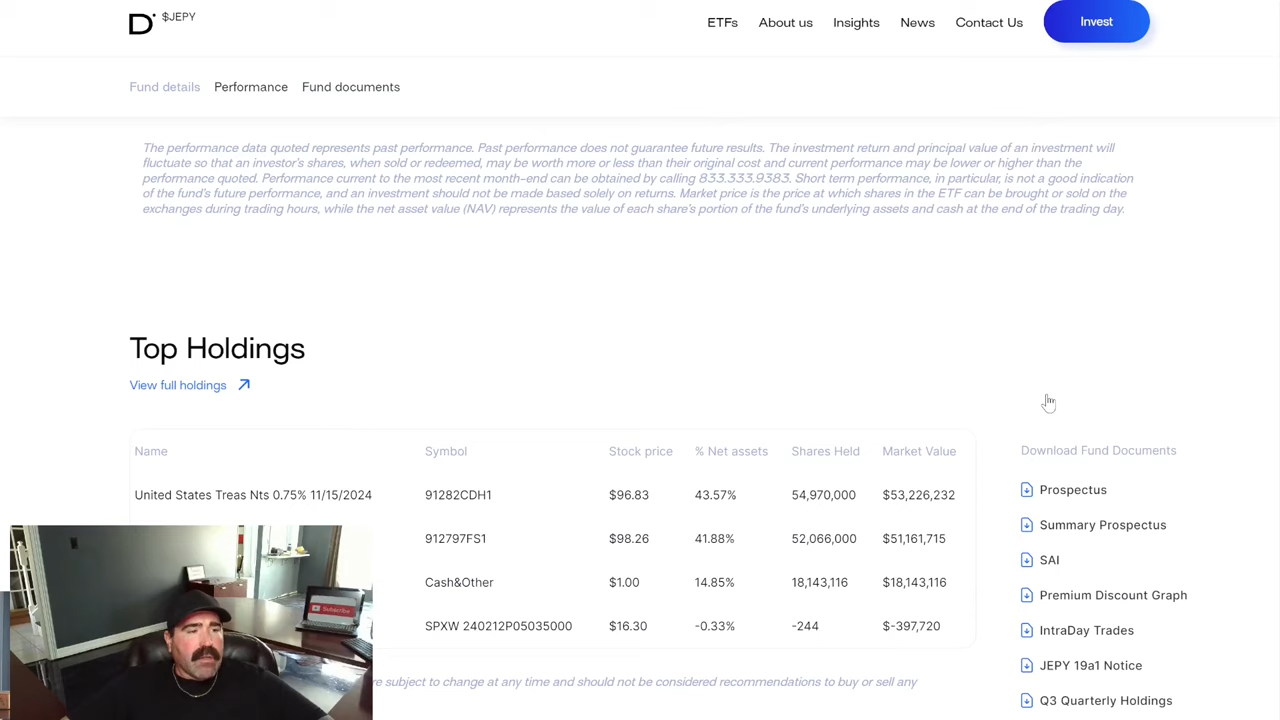 D $JEPY
ETFs About us Insights News Contact Us Invest
Fund details Performance Fund documents
The performance data quoted represents past performance. Past performance does not guarantee future results. The investment return and principal value of an investment will
fluctuate so that an investor's shares, when sold or redeemed, may be worth more or less than their original cost and current performance may be lower or higher than the
performance quoted. Performance current to the most recent month-end can be obtained by calling 833.333.9383. Short term performance, in particular, is not a good indication
of the fund's future performance, and an investment should not be made based solely on returns. Market price is the price at which shares in the ETF can be brought or sold on the
exchanges during trading hours, while the net asset value (NAV) represents the value of each share's portion of the fund's underlying assets and cash at the end of the trading day.
Top Holdings
View full holdings
Name Symbol Stock price % Net assets Shares Held Market Value
United States Treas Nts 0.75% 11/15/2024 91282CDH1 $96.83 43.57% 54,970,000 $53,226,232
912797FS1 $98.26 41.88% 52,066,000 $51,161,715
Cash&Other $1.00 14.85% 18,143,116 $18,143,116
SPXW 240212P05035000 $16.30 -0.33% -244 $-397,720
re subject to change at any time and should not be considered recommendations to buy or sell any
Download Fund Documents
Prospectus
Summary Prospectus
SAI
Premium Discount Graph
IntraDay Trades
JEPY 19a1 Notice
Q3 Quarterly Holdings
Subscribe